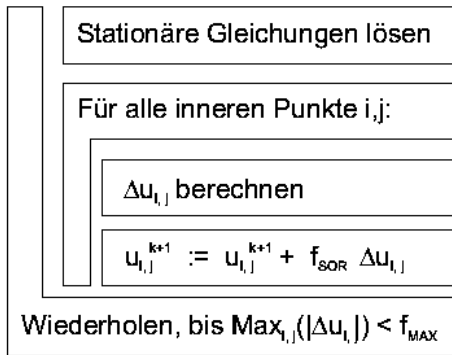 Stationäre Gleichungen lösen
Für alle inneren Punkte i,j:
Δu_{i,j} berechnen
u_{i,j}^{k+1} := u_{i,j}^{k+1} + f_{SOR} Δu_{i,j}
Wiederholen, bis Max_{i,j}(|Δu_{i,j}|) < f_{MAX}